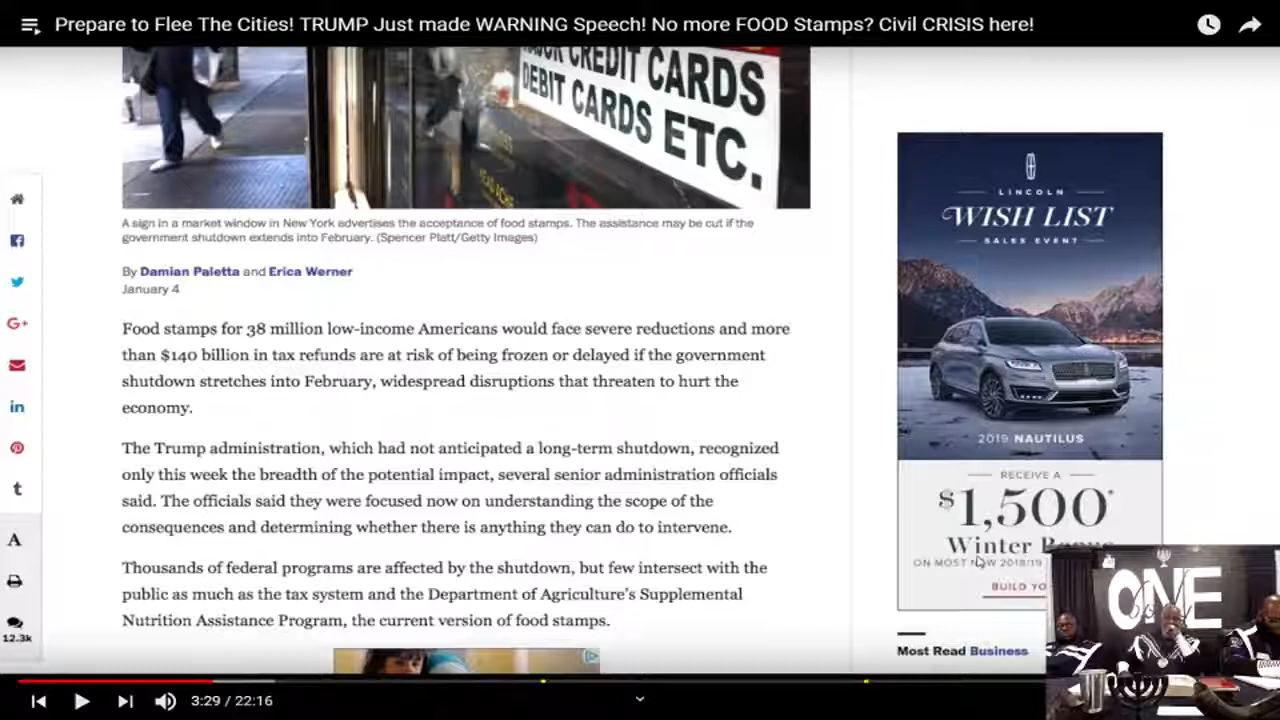 Prepare to Flee The Cities! TRUMP Just made WARNING Speech! No more FOOD Stamps? Civil CRISIS here!
MAJOR CREDIT CARDS
DEBIT CARDS ETC.
A sign in a market window in New York advertises the acceptance of food stamps. The assistance may be cut if the
government shutdown extends into February. (Spencer Platt/Getty Images)
By Damian Paletta and Erica Werner
January 4
Food stamps for 38 million low-income Americans would face severe reductions and more
than $140 billion in tax refunds are at risk of being frozen or delayed if the government
shutdown stretches into February, widespread disruptions that threaten to hurt the
economy.
The Trump administration, which had not anticipated a long-term shutdown, recognized
only this week the breadth of the potential impact, several senior administration officials
said. The officials said they were focused now on understanding the scope of the
consequences and determining whether there is anything they can do to intervene.
Thousands of federal programs are affected by the shutdown, but few intersect with the
public as much as the tax system and the Department of Agriculture's Supplemental
Nutrition Assistance Program, the current version of food stamps.
G+
in
t
A
12.3k
LINCOLN
WISH LIST
SALES EVENT
2019 NAUTILUS
RECEIVE A
$1,500*
Winter
ON MOST NEW 2018/19
BUILD YO
Most Read Business
ONE
3:29 / 22:16